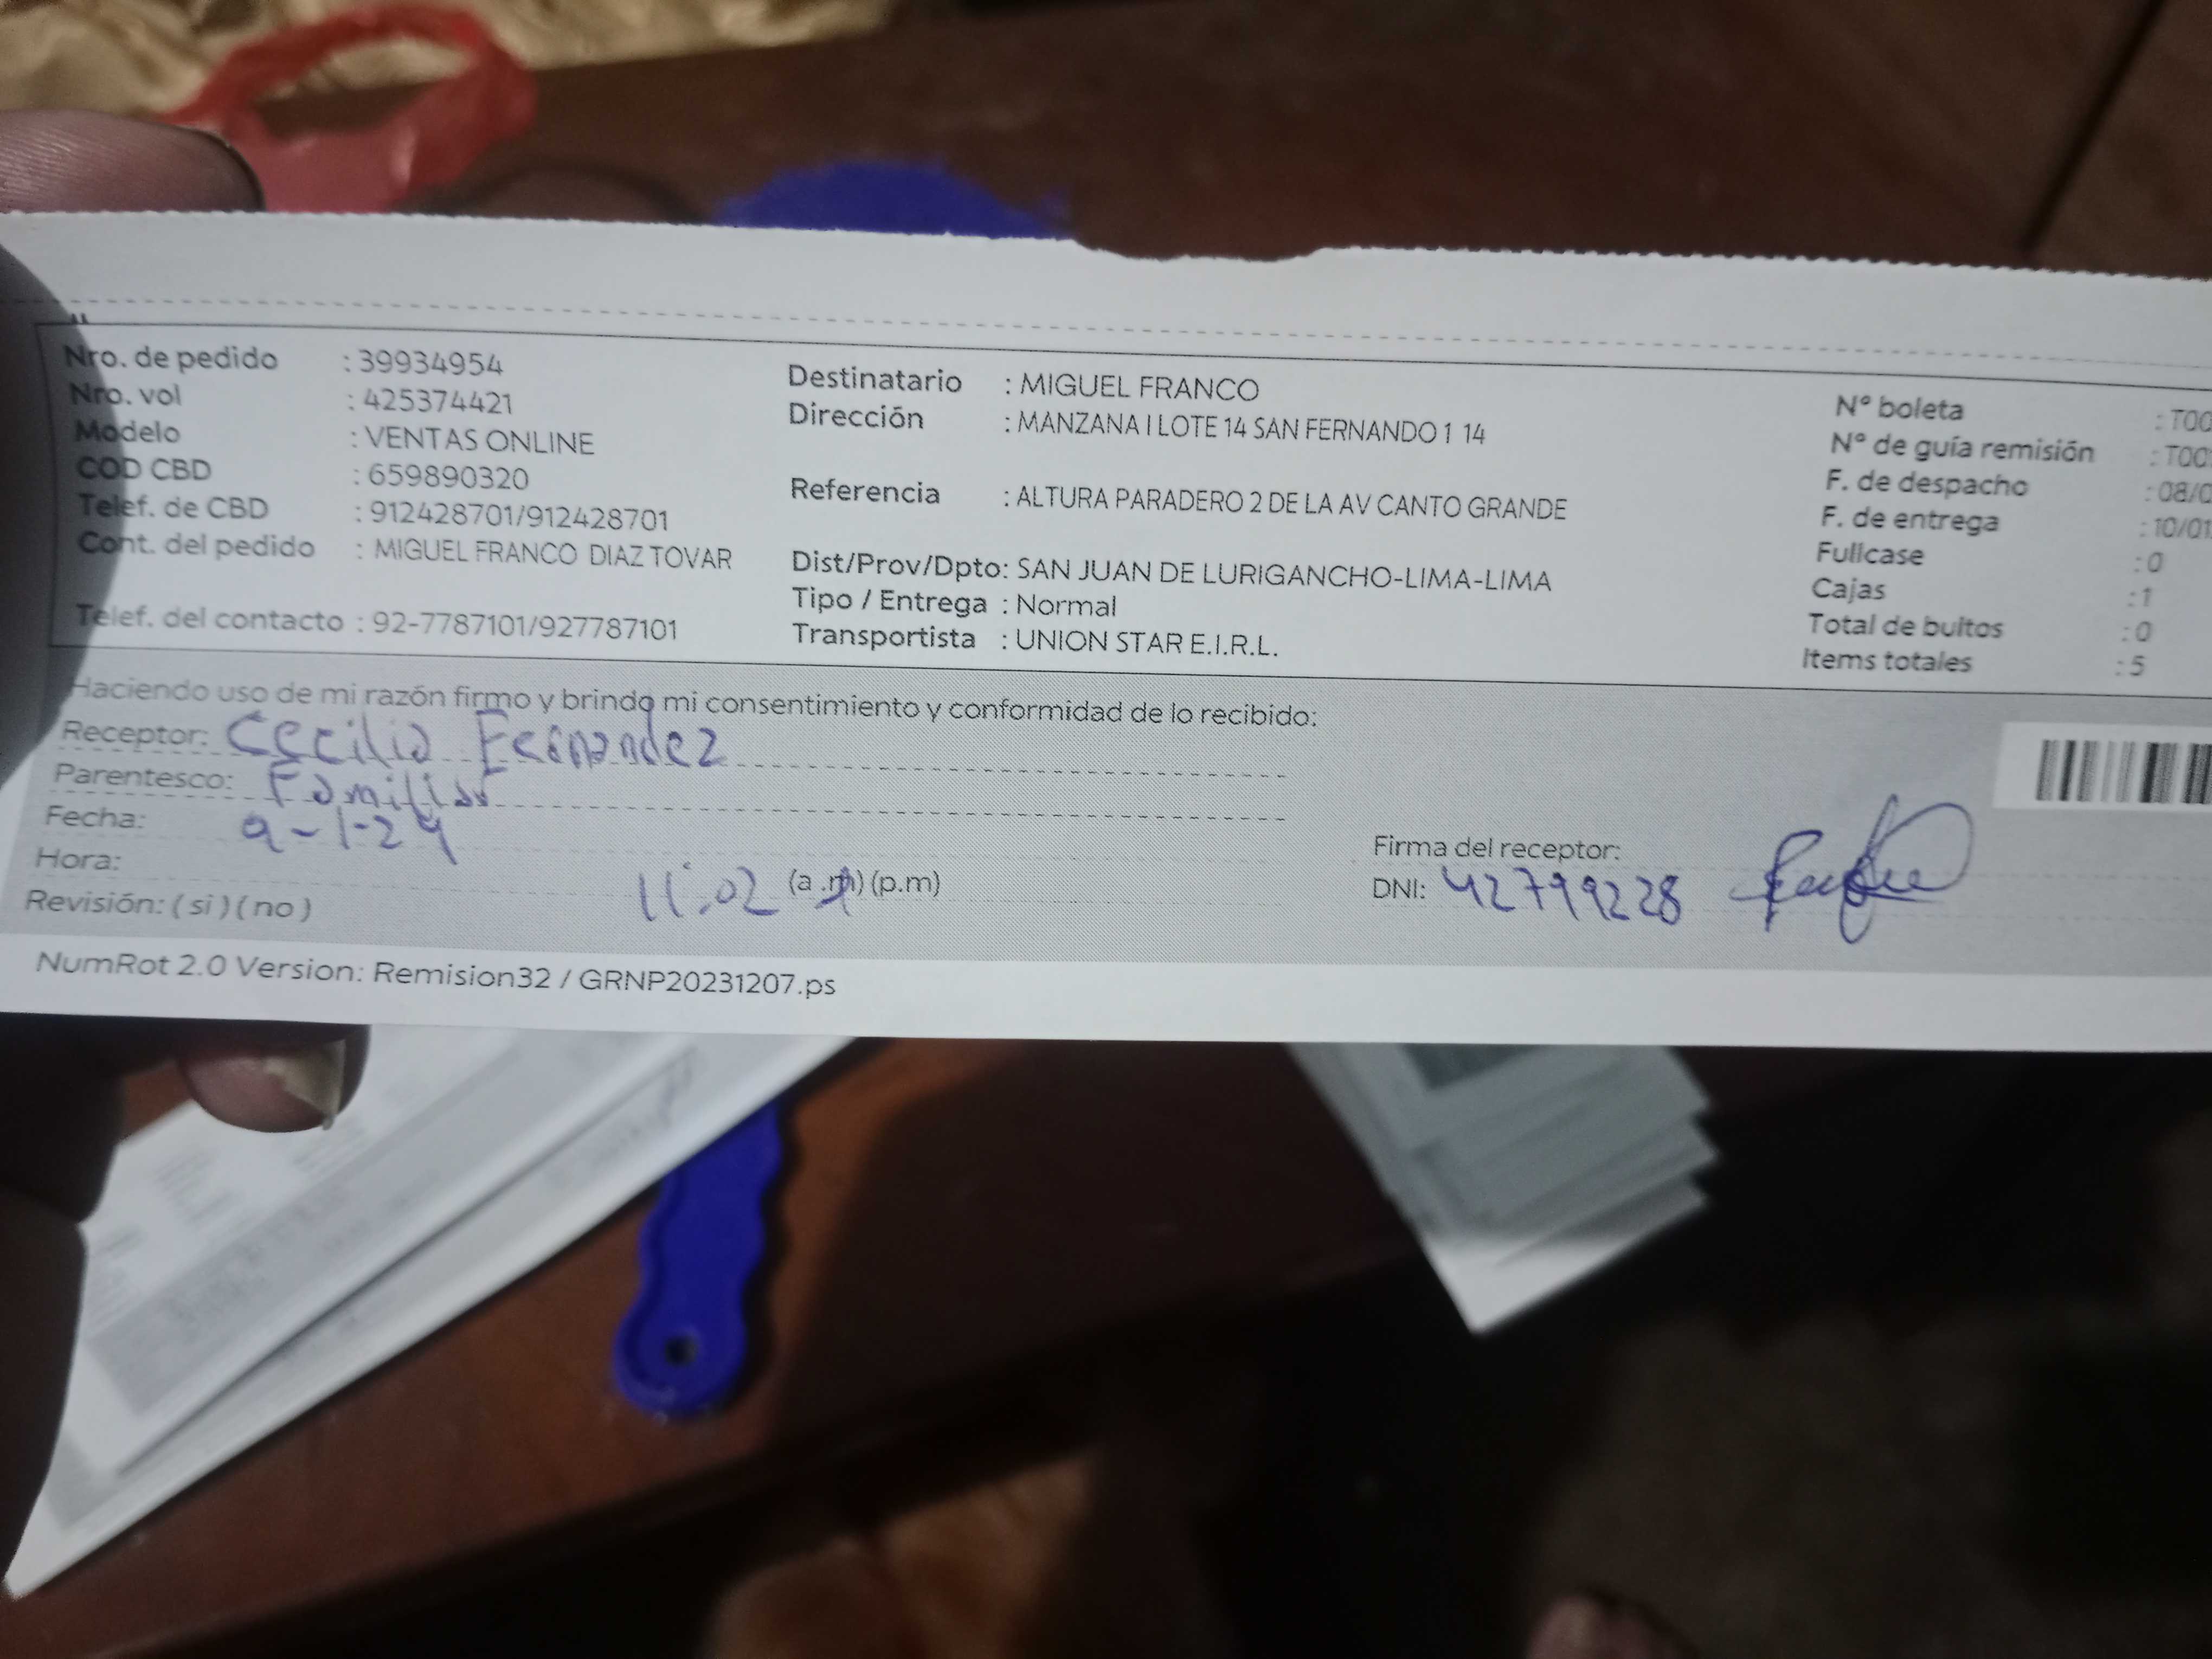 Nro. de pedido : 39934954
Nro. vol : 425374421
Modelo : VENTAS ONLINE
COD CBD : 659890320
Telef. de CBD : 912428701/912428701
Cont. del pedido : MIGUEL FRANCO DIAZ TOVAR
Telef. del contacto : 92-7787101/927787101
Destinatario : MIGUEL FRANCO
Dirección : MANZANA I LOTE 14 SAN FERNANDO 1 14
Referencia : ALTURA PARADERO 2 DE LA AV CANTO GRANDE
Dist/Prov/Dpto: SAN JUAN DE LURIGANCHO-LIMA-LIMA
Tipo / Entrega : Normal
Transportista : UNION STAR E.I.R.L.
N° boleta : T00
N° de guía remisión : T00
F. de despacho : 08/0
F. de entrega : 10/01
Fullcase : 0
Cajas : 1
Total de bultos : 0
Items totales : 5
Haciendo uso de mi razón firmo y brindo mi consentimiento y conformidad de lo recibido:
Receptor: Cecilia Fernandez
Parentesco: Familiar
Fecha: 9-1-24
Hora: 11:02 (a .m) (p.m)
Revisión: ( si ) ( no )
Firma del receptor:
DNI: 42799228
NumRot 2.0 Version: Remision32 / GRNP20231207.ps